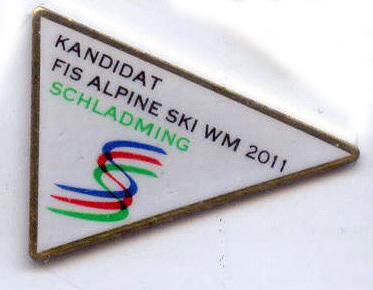 KANDIDAT
FIS ALPINE SKI WM 2011
SCHLADMING